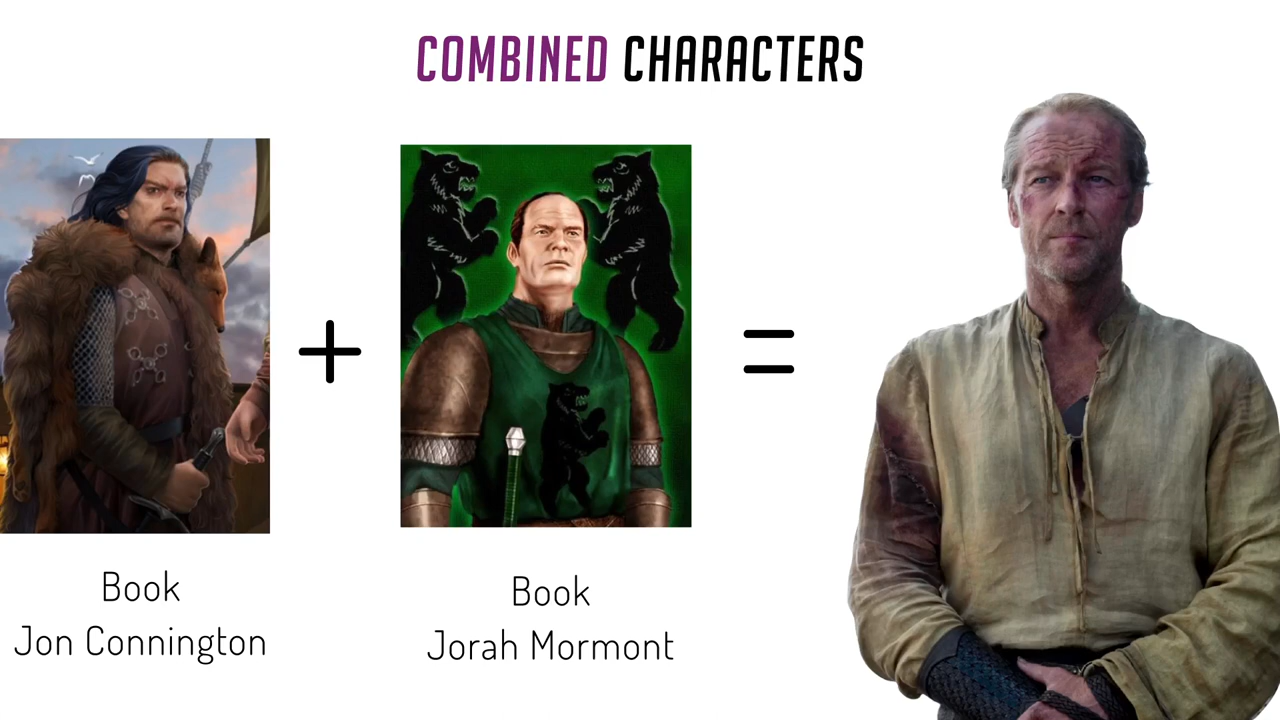 COMBINED CHARACTERS
Book
Jon Connington
Book
Jorah Mormont